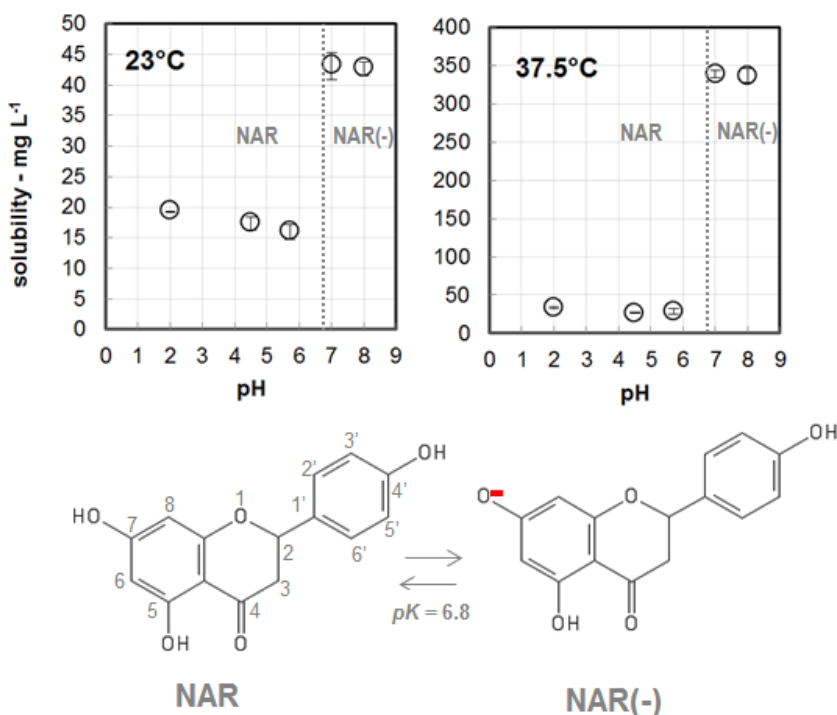 50
45
40
35
30
25
20
15
10
5
0
23°C
NAR
NAR(-)
0 1 2 3 4 5 6 7 8 9
pH
solubility - mg L⁻¹
400
350
300
250
200
150
100
50
0
37.5°C
NAR
NAR(-)
0 1 2 3 4 5 6 7 8 9
pH
HO
7
8
O
1
2
3
4
5
6
OH
O
1'
2'
3'
4'
5'
6'
OH
pK = 6.8
O
O
OH
O
OH
NAR
NAR(-)